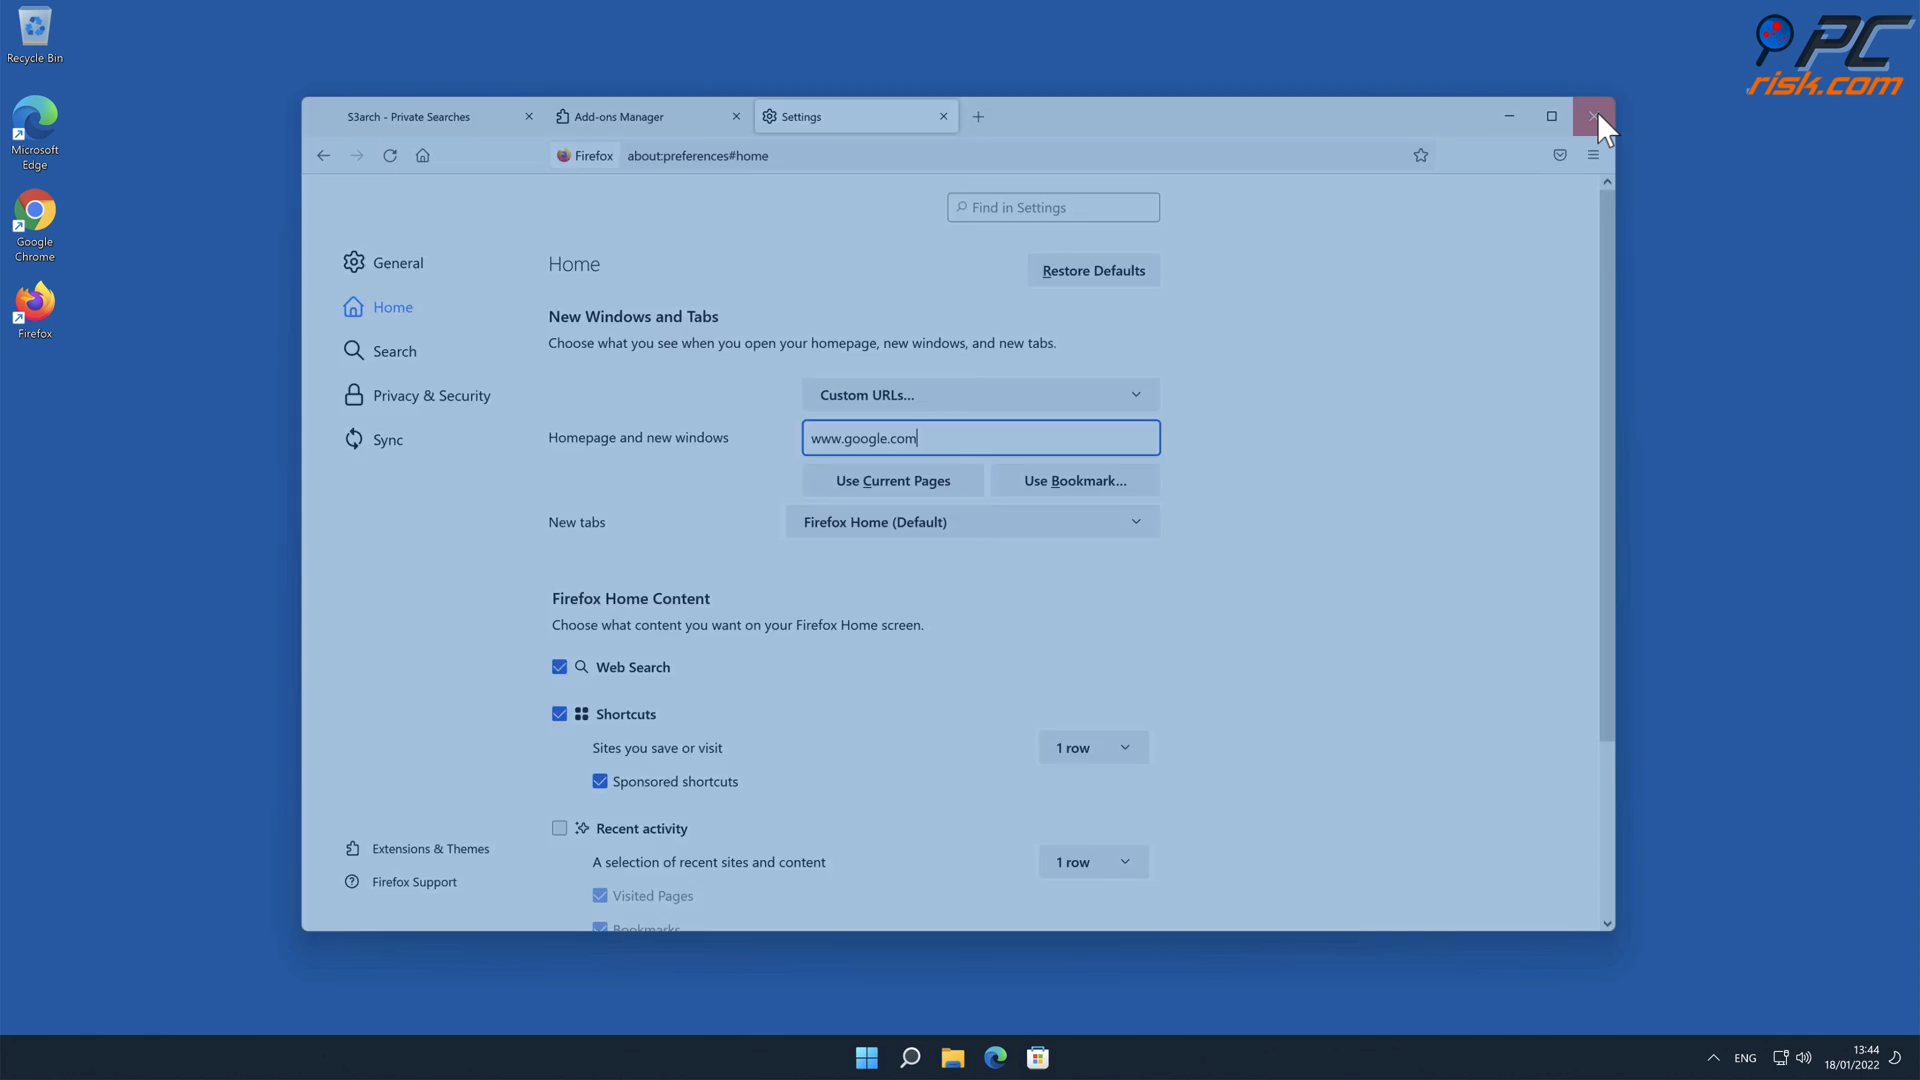 Recycle Bin
Microsoft
Edge
Google
Chrome
Firefox
PC
risk.com
S3arch - Private Searches
Add-ons Manager
Settings
Firefox
about:preferences#home
Find in Settings
General
Home
Search
Privacy & Security
Sync
Extensions & Themes
Firefox Support
Home
Restore Defaults
New Windows and Tabs
Choose what you see when you open your homepage, new windows, and new tabs.
Custom URLs...
Homepage and new windows
www.google.com
Use Current Pages
Use Bookmark...
New tabs
Firefox Home (Default)
Firefox Home Content
Choose what content you want on your Firefox Home screen.
Web Search
Shortcuts
Sites you save or visit
1 row
Sponsored shortcuts
Recent activity
A selection of recent sites and content
1 row
Visited Pages
Bookmarks
ENG
13:44
18/01/2022